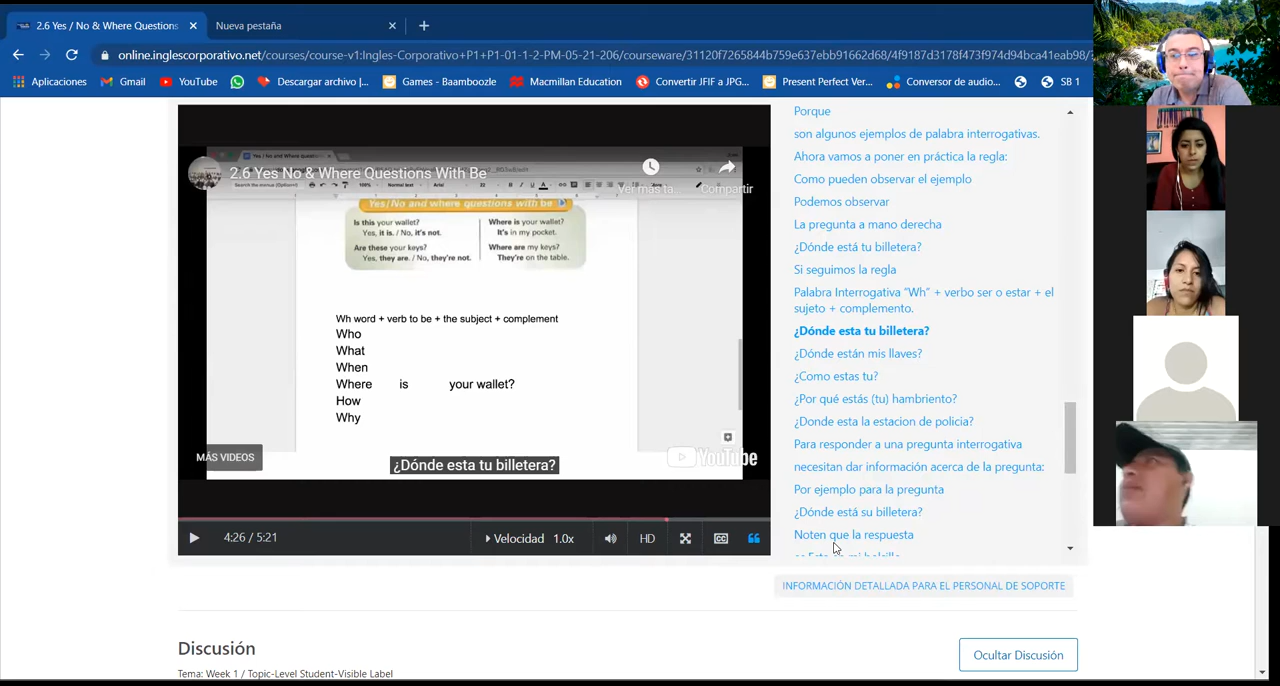 2.6 Yes / No & Where Questions
Nueva pestaña
online.inglescorporativo.net/courses/course-v1:Ingles-Corporativo+P1+P1-01-1-2-PM-05-21-206/courseware/31120f7265844b759e637ebb91662d68/4f9187d3178f473f974d94bca41eab98/
Aplicaciones
Gmail
YouTube
Descargar archivo |...
Games - Baamboozle
Macmillan Education
Convertir JFIF a JPG...
Present Perfect Ver...
Conversor de audio...
SB 1
2.6 Yes No & Where Questions With Be
Ver más ta...
Compartir
Yes/No and where questions with be
Is this your wallet?
Yes, it is. / No, it's not.
Are these your keys?
Yes, they are. / No, they're not.
Where is your wallet?
It's in my pocket.
Where are my keys?
They're on the table.
Wh word + verb to be + the subject + complement
Who
What
When
Where is your wallet?
How
Why
MÁS VIDEOS
¿Dónde esta tu billetera?
YouTube
4:26 / 5:21
Velocidad 1.0x
HD
Porque
son algunos ejemplos de palabra interrogativas.
Ahora vamos a poner en práctica la regla:
Como pueden observar el ejemplo
Podemos observar
La pregunta a mano derecha
¿Dónde está tu billetera?
Si seguimos la regla
Palabra Interrogativa "Wh" + verbo ser o estar + el
sujeto + complemento.
¿Dónde esta tu billetera?
¿Dónde están mis llaves?
¿Como estas tu?
¿Por qué estás (tu) hambriento?
¿Donde esta la estacion de policia?
Para responder a una pregunta interrogativa
necesitan dar información acerca de la pregunta:
Por ejemplo para la pregunta
¿Dónde está su billetera?
Noten que la respuesta
INFORMACIÓN DETALLADA PARA EL PERSONAL DE SOPORTE
Discusión
Tema: Week 1 / Topic-Level Student-Visible Label
Ocultar Discusión